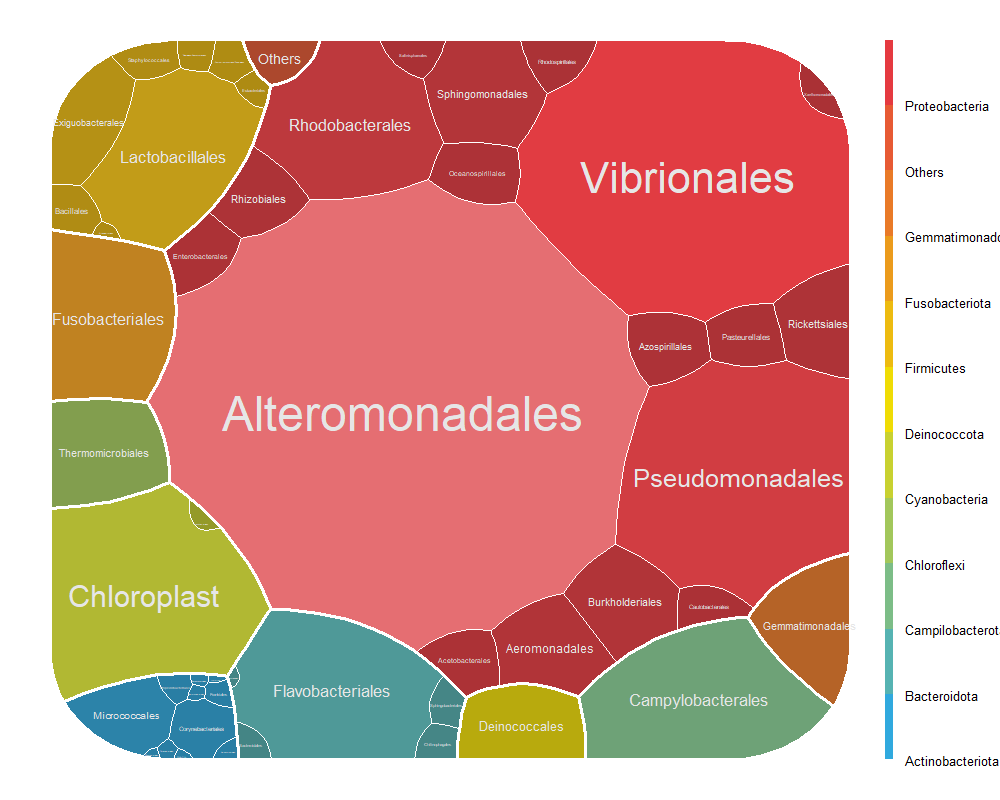 Others
Staphylococcales
Rhodospirillales
Sphingomonadales
Exiguobacterales
Rhodobacterales
Lactobacillales
Proteobacteria
Vibrionales
Oceanospirillales
Others
Rhizobiales
Bacillales
Gemmatimonado
Enterobacterales
Fusobacteriota
Fusobacteriales
Rickettsiales
Pasteurellales
Azospirillales
Firmicutes
Alteromonadales
Deinococcota
Thermomicrobiales
Pseudomonadales
Cyanobacteria
Chloroflexi
Chloroplast
Burkholderiales
Caulobacterales
Gemmatimonadales
Campilobacterota
Aeromonadales
Acetobacterales
Flavobacteriales
Bacteroidota
Campylobacterales
Micrococcales
Deinococcales
Corynebacteriales
Actinobacteriota